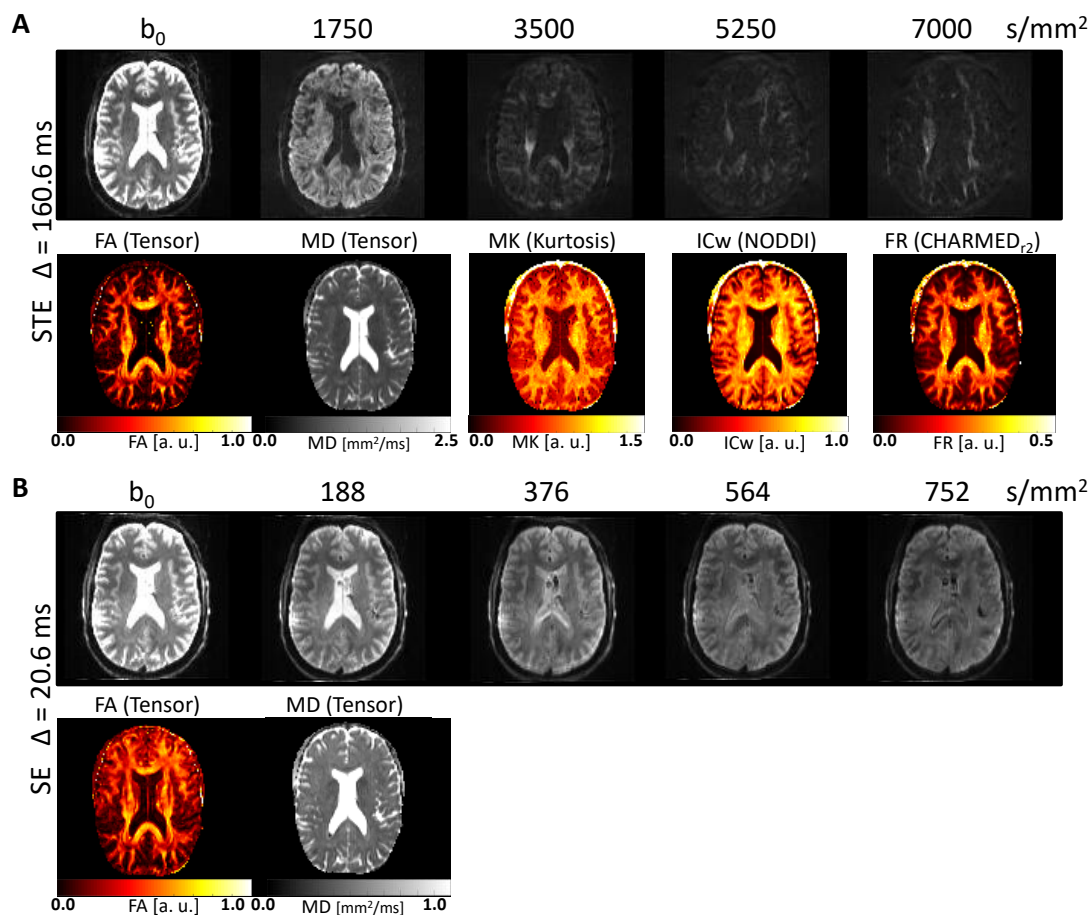 A b0 1750 3500 5250 7000 s/mm²
STE Δ = 160.6 ms
FA (Tensor) MD (Tensor) MK (Kurtosis) ICw (NODDI) FR (CHARMEDr2)
0.0 1.0 0.0 2.5 0.0 1.5 0.0 1.0 0.0 0.5
FA [a. u.] MD [mm²/ms] MK [a. u.] ICw [a. u.] FR [a. u.]
B b0 188 376 564 752 s/mm²
SE Δ = 20.6 ms
FA (Tensor) MD (Tensor)
0.0 1.0 0.0 1.0
FA [a. u.] MD [mm²/ms]